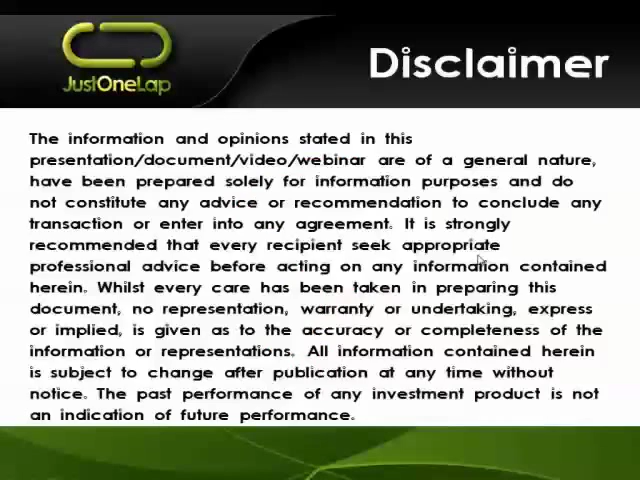 JustOneLap
Disclaimer
The information and opinions stated in this
presentation/document/video/webinar are of a general nature,
have been prepared solely for information purposes and do
not constitute any advice or recommendation to conclude any
transaction or enter into any agreement. It is strongly
recommended that every recipient seek appropriate
professional advice before acting on any information contained
herein. Whilst every care has been taken in preparing this
document, no representation, warranty or undertaking, express
or implied, is given as to the accuracy or completeness of the
information or representations. All information contained herein
is subject to change after publication at any time without
notice. The past performance of any investment product is not
an indication of future performance.